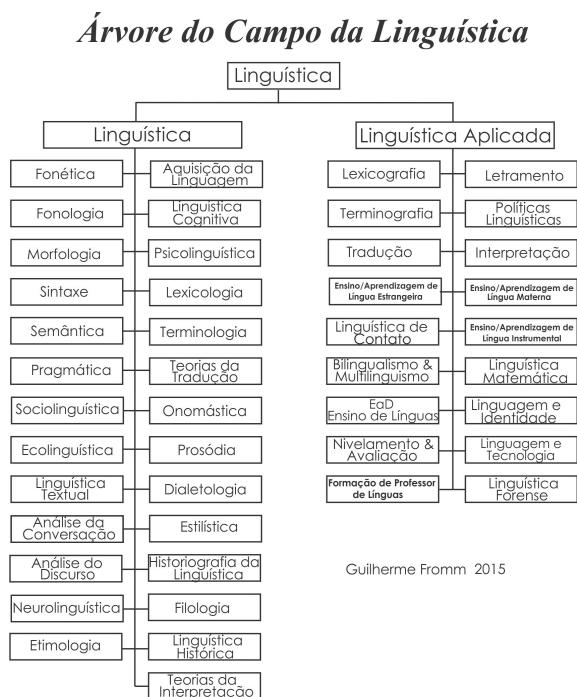 Árvore do Campo da Linguística
Linguística
Linguística
Linguística Aplicada
Fonética
Aquisição da
Linguagem
Fonologia
Linguística
Cognitiva
Morfologia
Psicolinguística
Sintaxe
Lexicologia
Semântica
Terminologia
Pragmática
Teorias da
Tradução
Sociolinguística
Onomástica
Ecolinguística
Prosódia
Linguística
Textual
Dialetologia
Análise da
Conversação
Estilística
Análise do
Discurso
Historiografia da
Linguística
Neurolinguística
Filologia
Etimologia
Linguística
Histórica
Teorias da
Interpretação
Lexicografia
Letramento
Terminografia
Políticas
Linguísticas
Tradução
Interpretação
Ensino/Aprendizagem de
Língua Estrangeira
Ensino/Aprendizagem de
Língua Materna
Linguística de
Contato
Ensino/Aprendizagem de
Língua Instrumental
Bilingualismo &
Multilinguismo
Linguística
Matemática
EaD
Ensino de Línguas
Linguagem e
Identidade
Nivelamento &
Avaliação
Linguagem e
Tecnologia
Formação de Professor
de Línguas
Linguística
Forense
Guilherme Fromm 2015